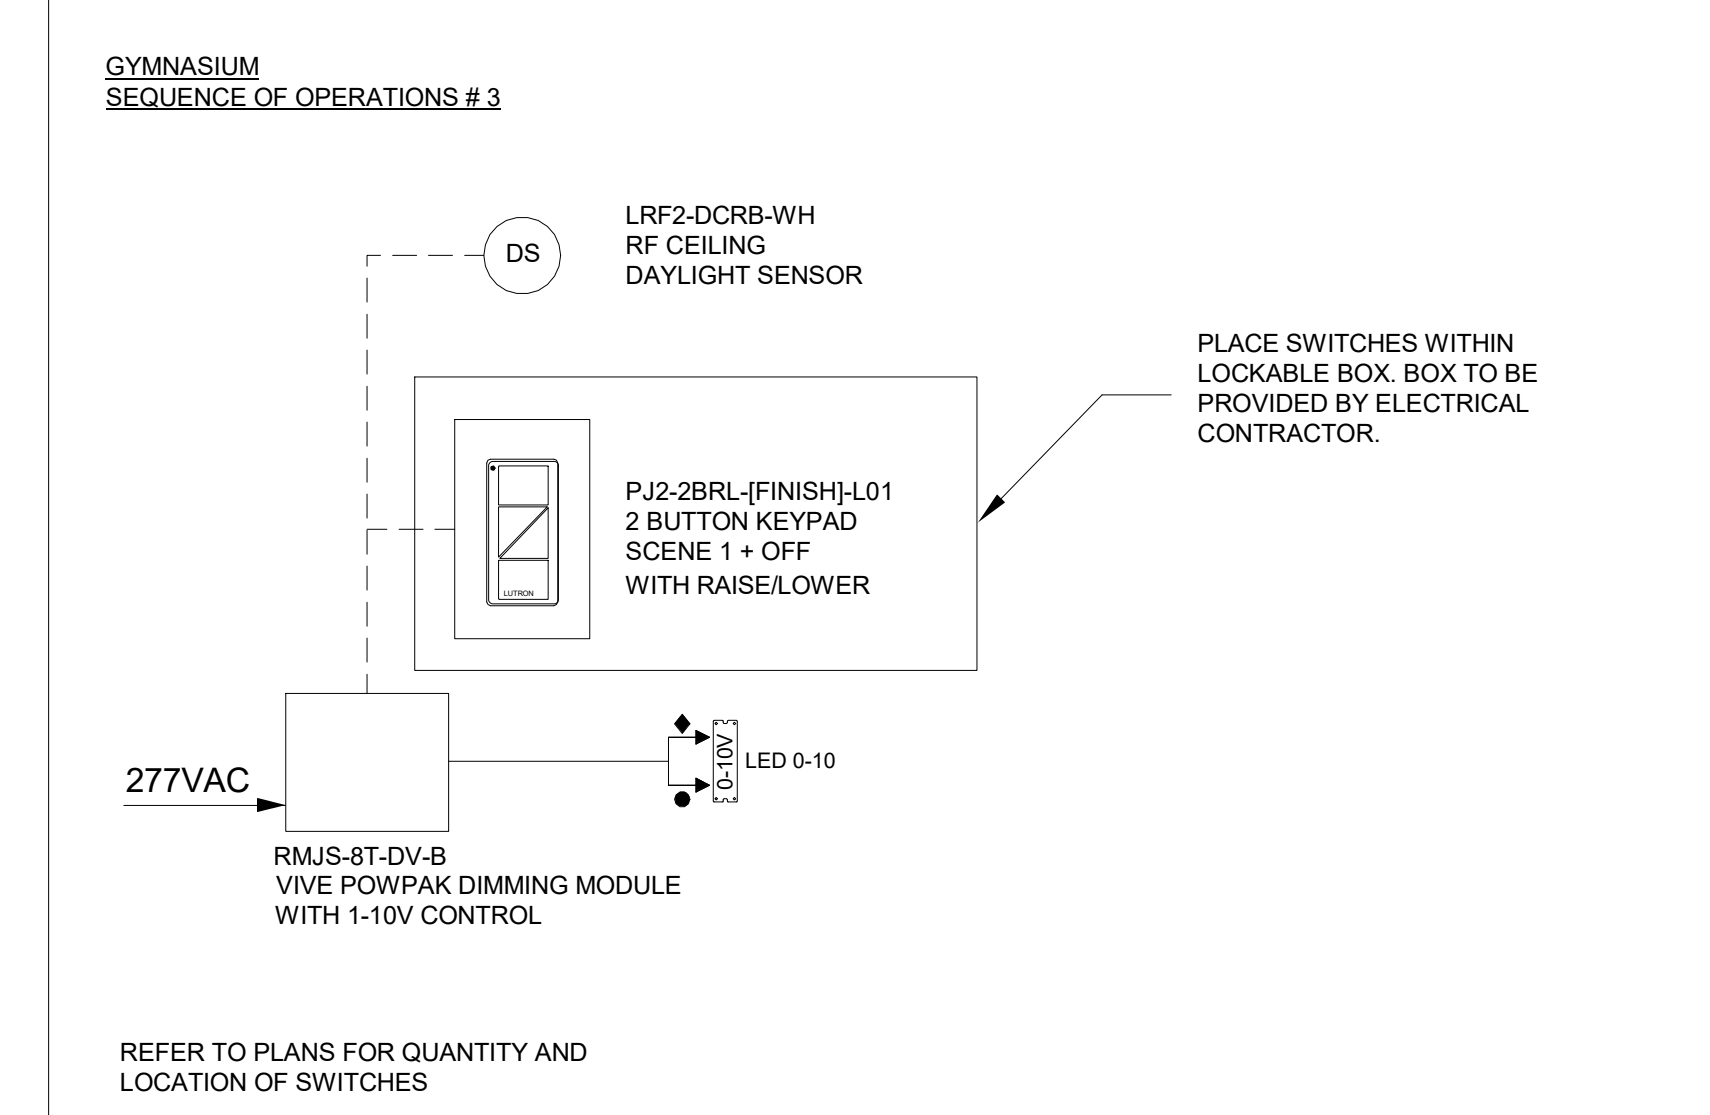 GYMNASIUM
SEQUENCE OF OPERATIONS # 3
DS
LRF2-DCRB-WH
RF CEILING
DAYLIGHT SENSOR
PLACE SWITCHES WITHIN
LOCKABLE BOX. BOX TO BE
PROVIDED BY ELECTRICAL
CONTRACTOR.
LUTRON
PJ2-2BRL-[FINISH]-L01
2 BUTTON KEYPAD
SCENE 1 + OFF
WITH RAISE/LOWER
277VAC
0-10V
LED 0-10
RMJS-8T-DV-B
VIVE POWPAK DIMMING MODULE
WITH 1-10V CONTROL
REFER TO PLANS FOR QUANTITY AND
LOCATION OF SWITCHES